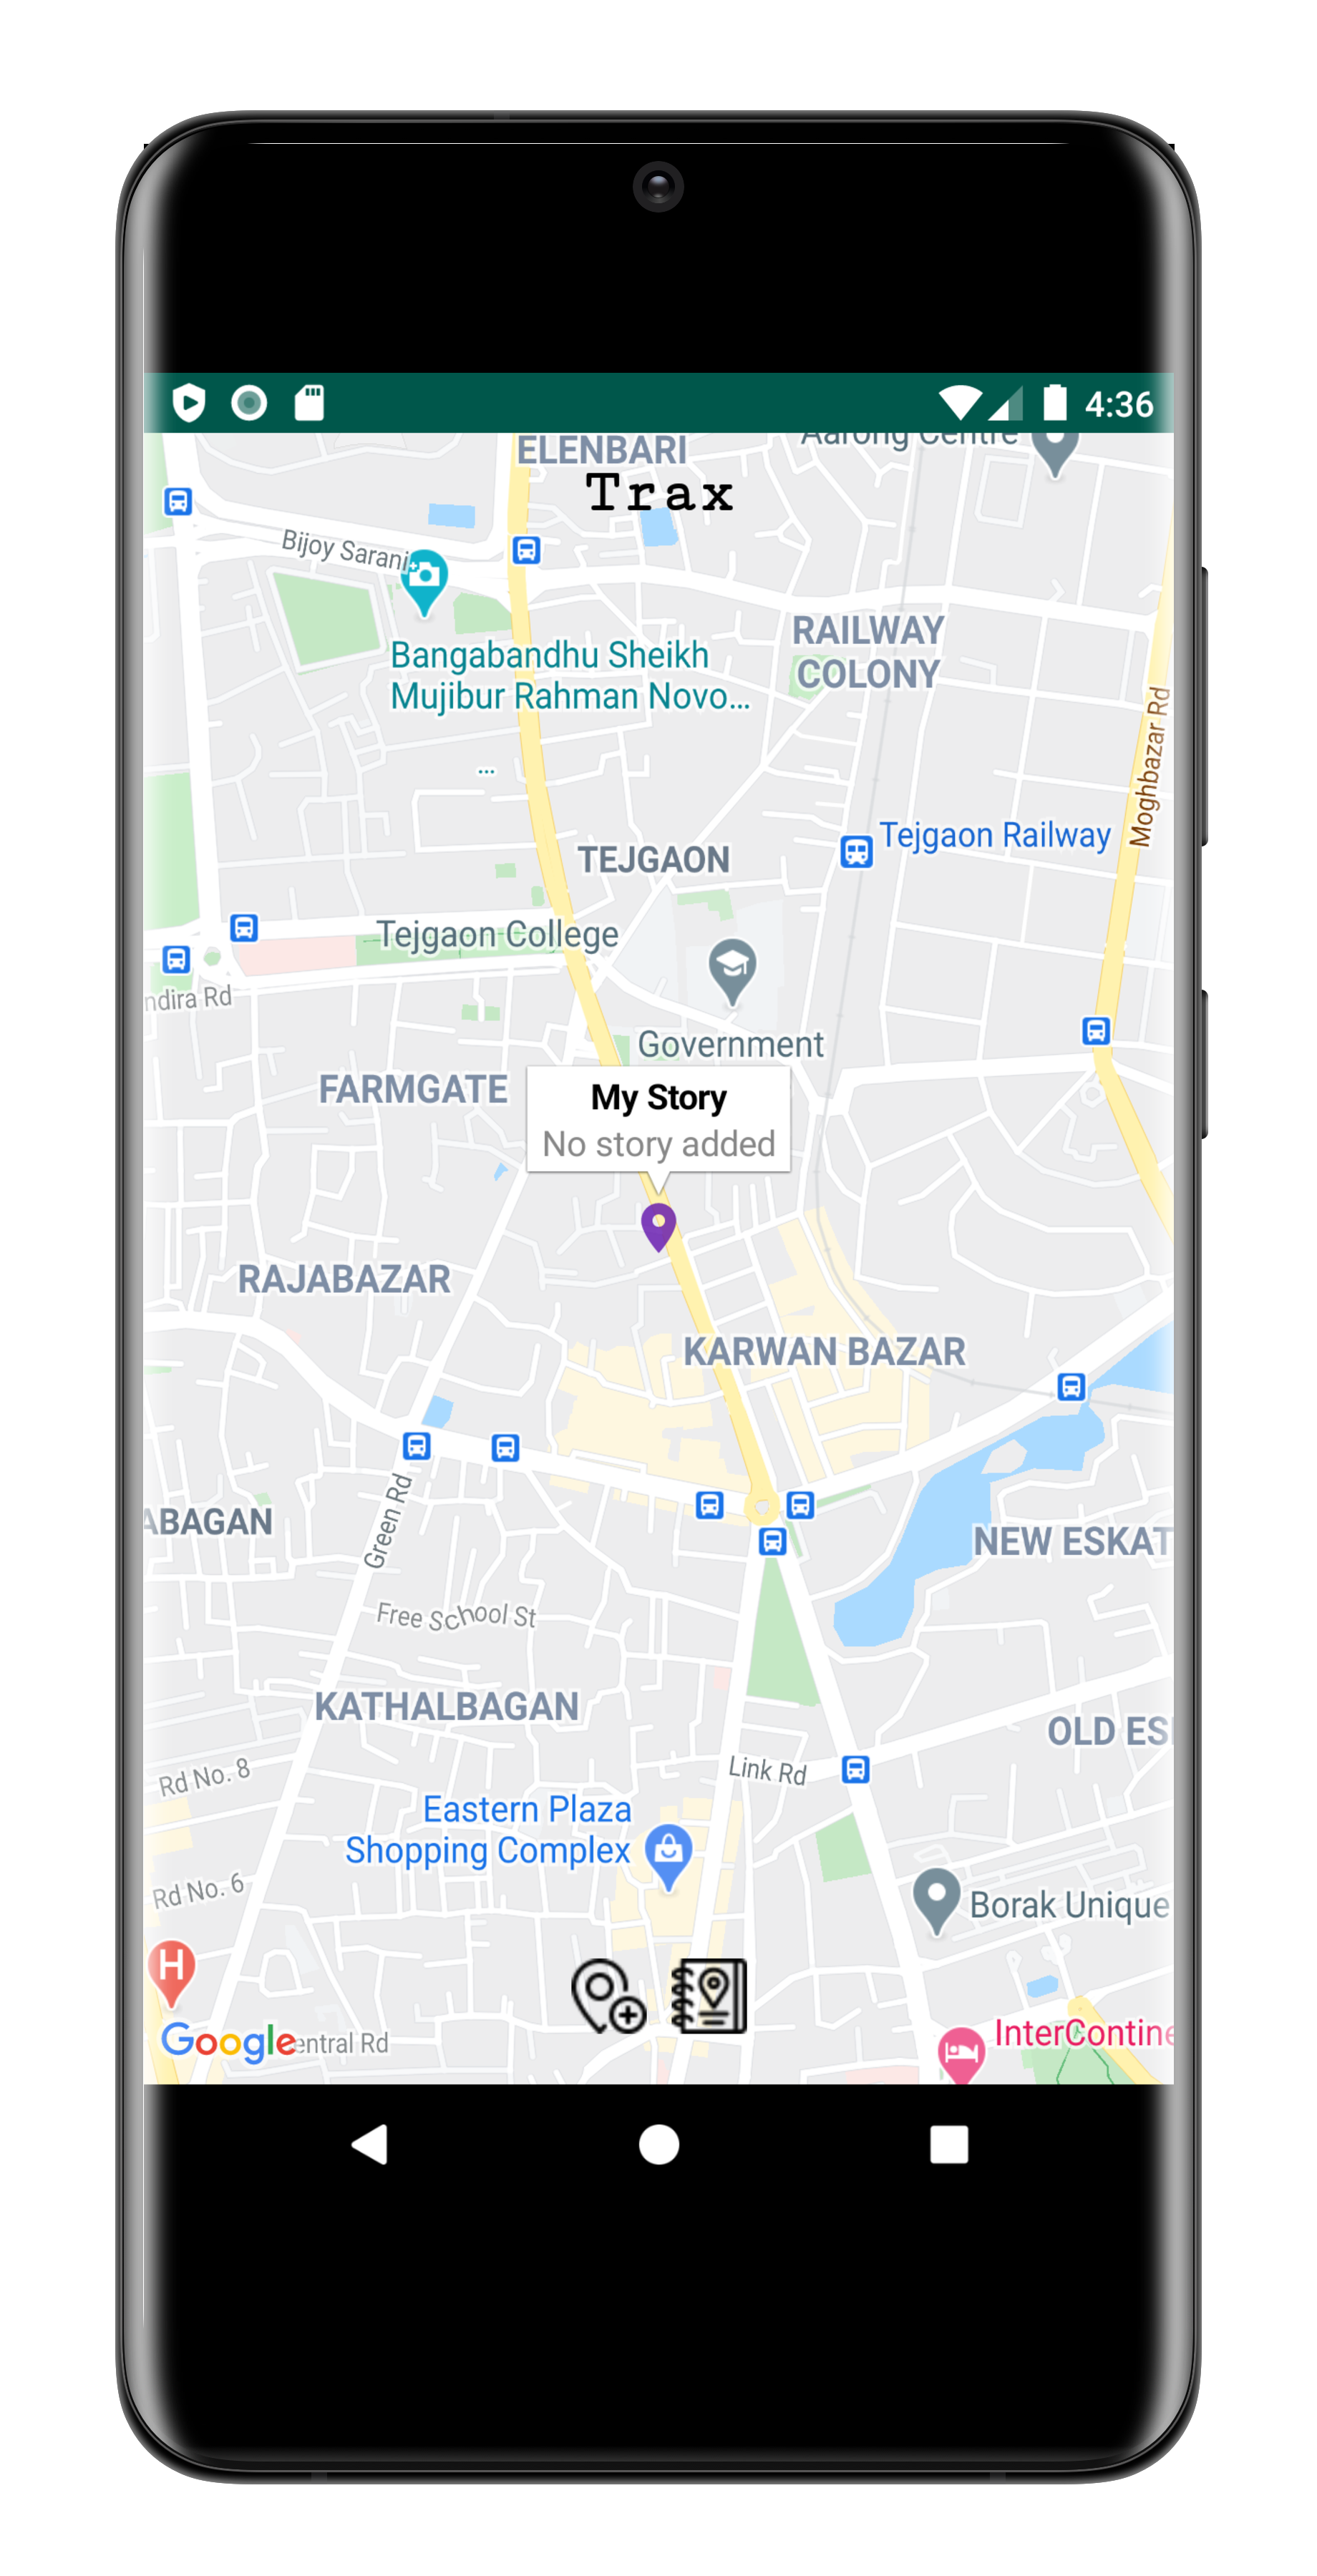 4:36
ELENBARI
Aarong Centre
Trax
Bijoy Sarani
Bangabandhu Sheikh
Mujibur Rahman Novo...
RAILWAY
COLONY
Moghbazar Rd
...
Tejgaon Railway
TEJGAON
Tejgaon College
ndira Rd
Government
FARMGATE
My Story
No story added
RAJABAZAR
KARWAN BAZAR
Green Rd
ABAGAN
NEW ESKAT
Free School St
KATHALBAGAN
OLD ES
Rd No. 8
Link Rd
Eastern Plaza
Shopping Complex
Rd No. 6
Borak Unique
H
Google
entral Rd
InterContine